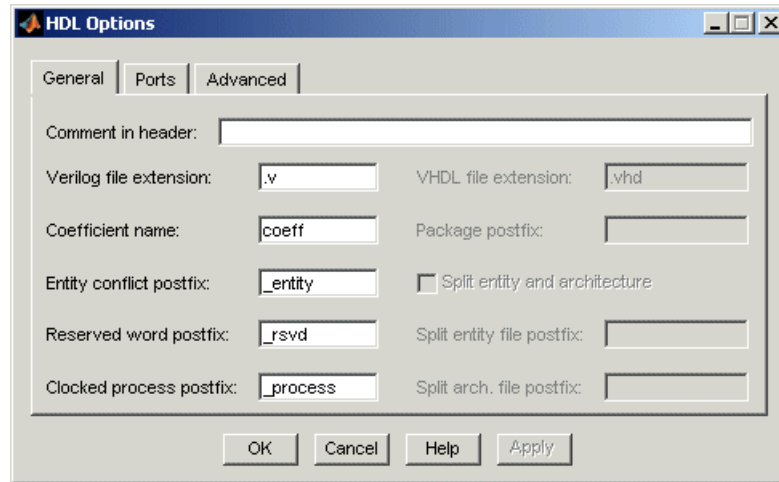 HDL Options
General Ports Advanced
Comment in header:
Verilog file extension: .v VHDL file extension: .vhd
Coefficient name: coeff Package postfix:
Entity conflict postfix: _entity Split entity and architecture
Reserved word postfix: _rsvd Split entity file postfix:
Clocked process postfix: _process Split arch. file postfix:
OK Cancel Help Apply